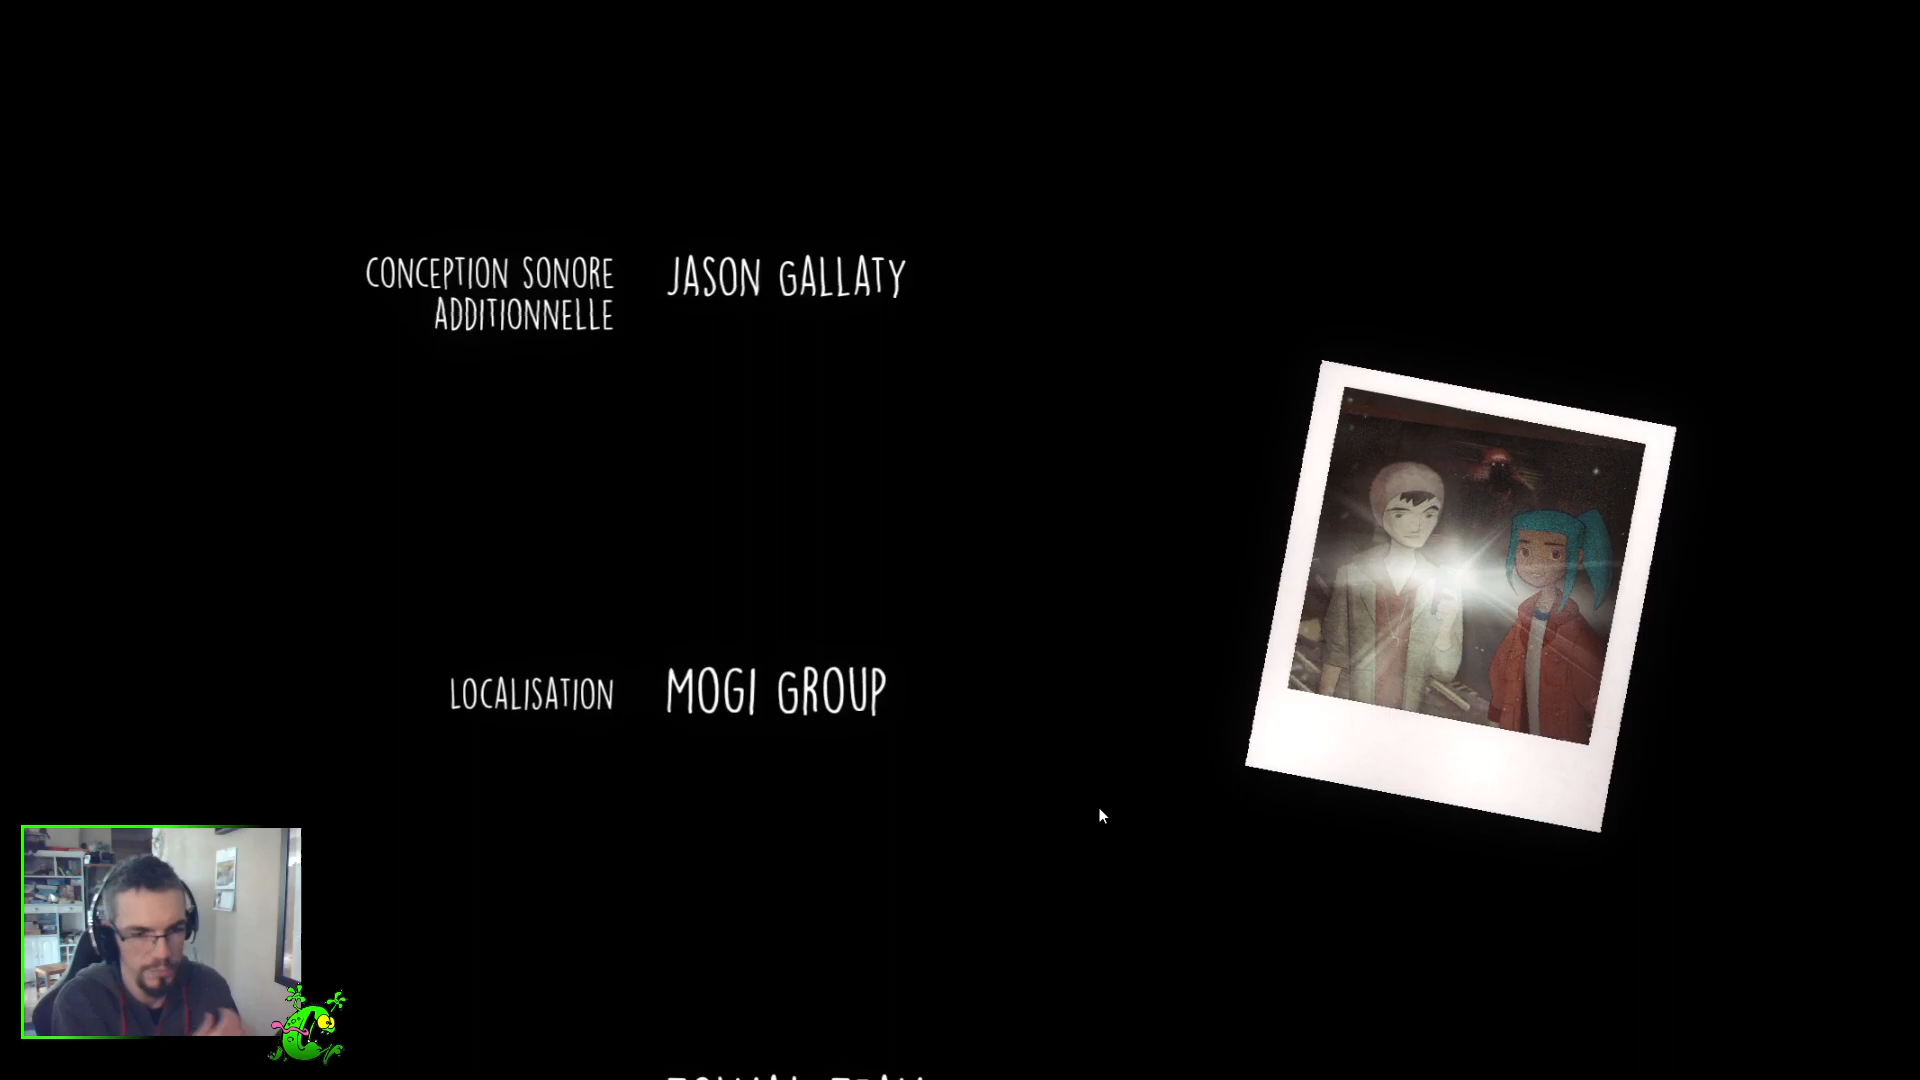 CONCEPTION SONORE
ADDITIONNELLE
JASON GALLATY
LOCALISATION
MOGI GROUP